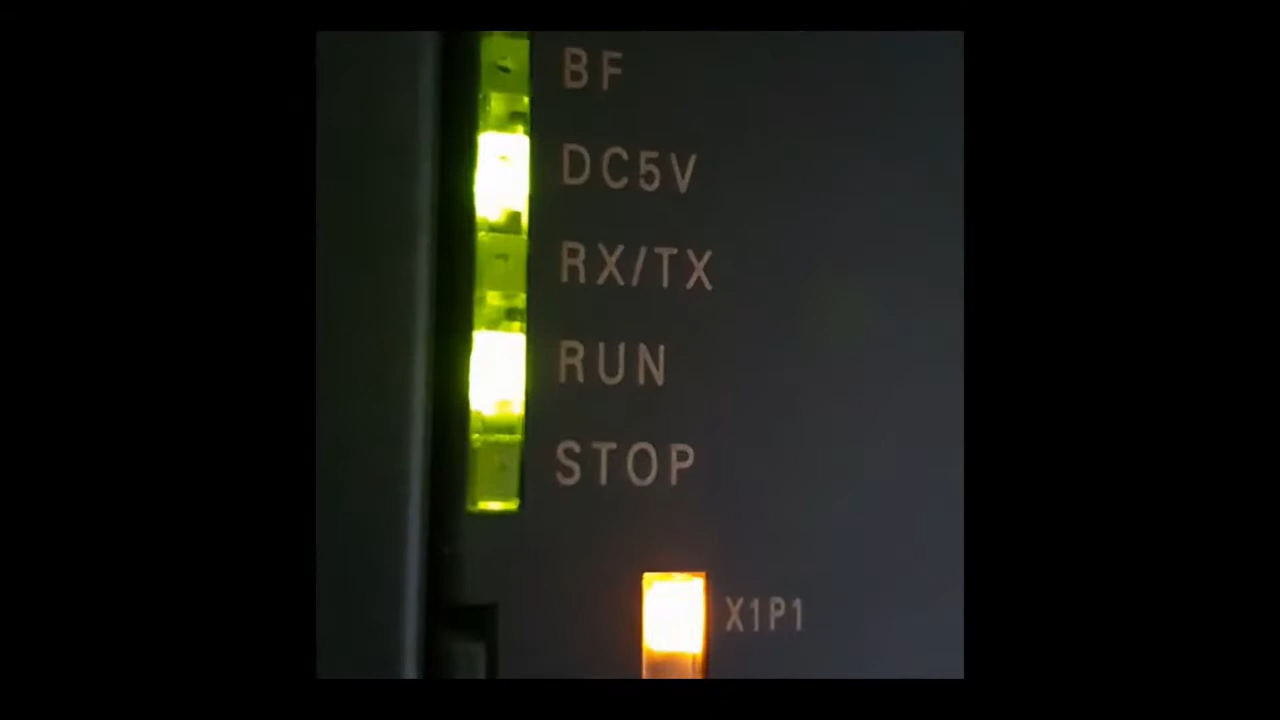 BF
DC5V
RX/TX
RUN
STOP
X1P1